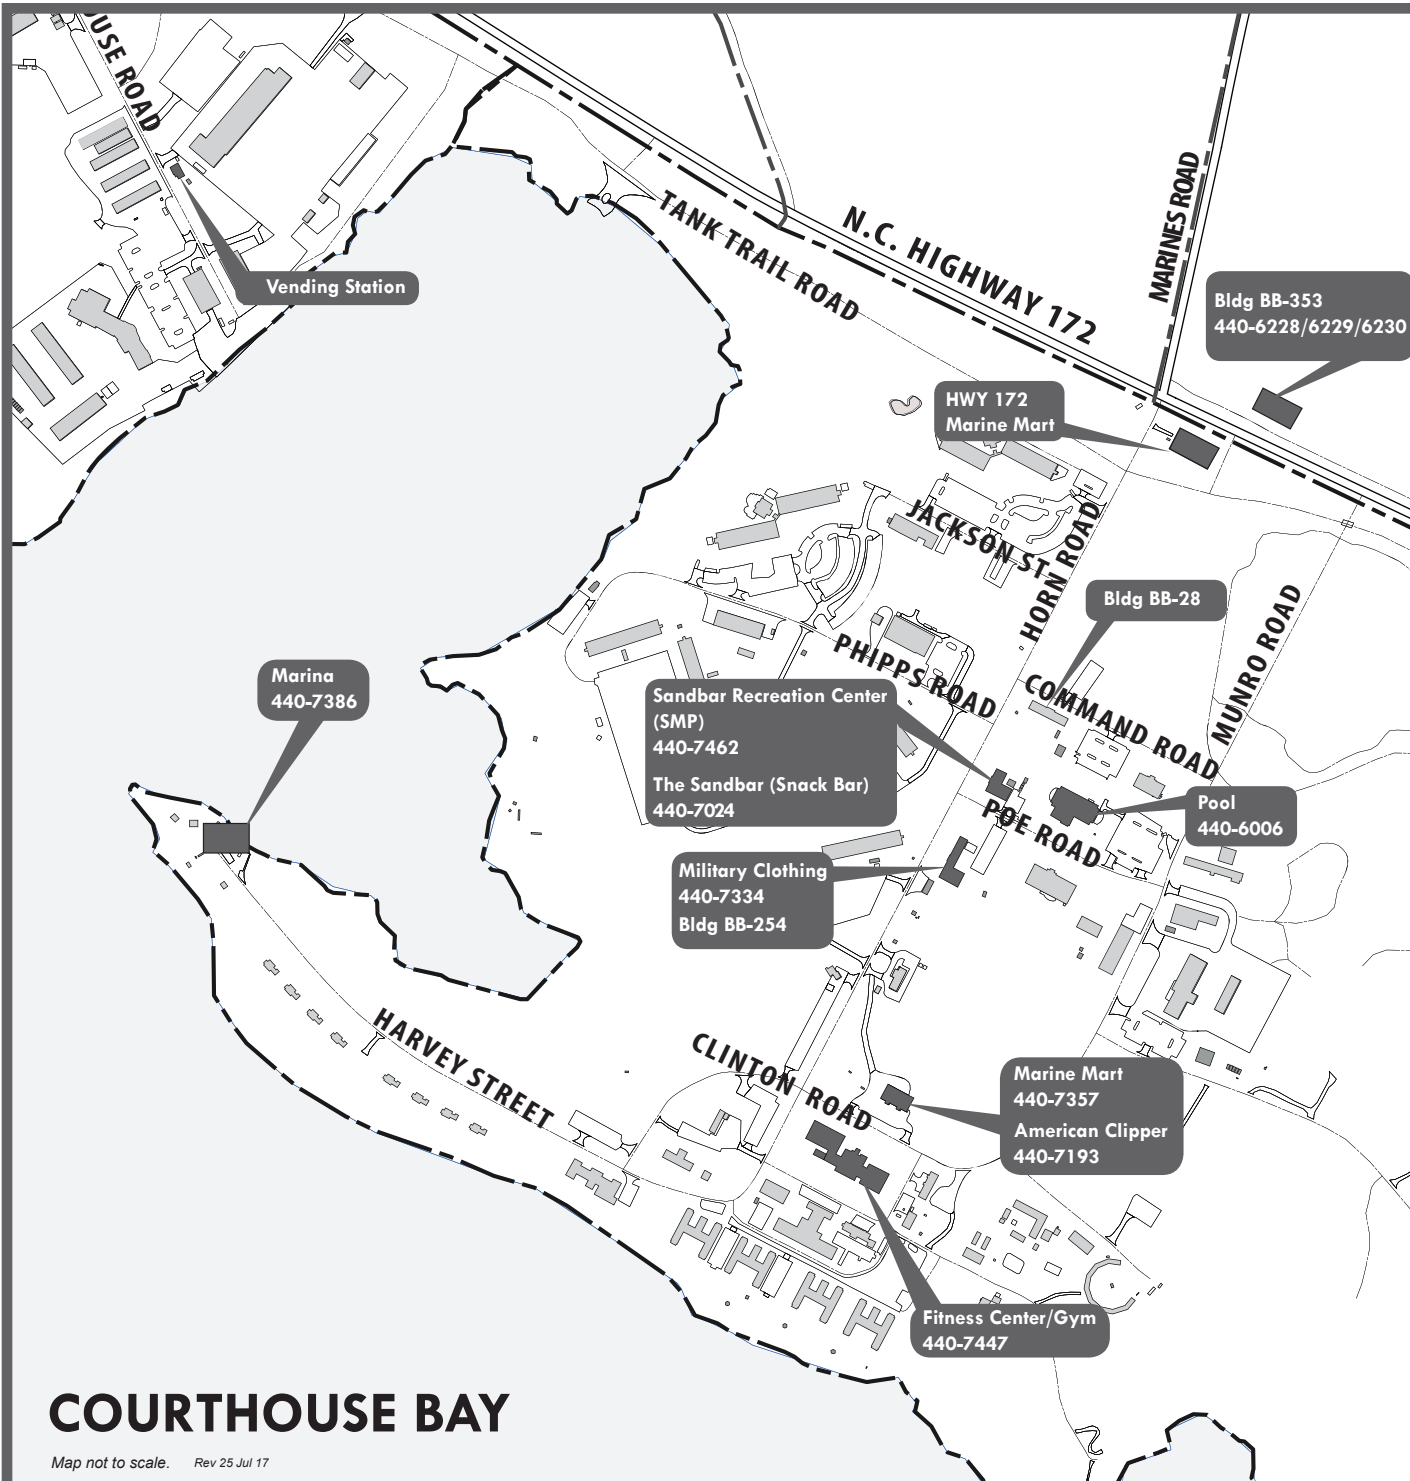 OUSE ROAD
Vending Station
TANK TRAIL ROAD
N.C. HIGHWAY 172
MARINES ROAD
Bldg BB-353
440-6228/6229/6230
HWY 172
Marine Mart
JACKSON ST.
HORN ROAD
Bldg BB-28
MUNRO ROAD
PHIPPS ROAD
COMMAND ROAD
Marina
440-7386
Sandbar Recreation Center
(SMP)
440-7462
The Sandbar (Snack Bar)
440-7024
POE ROAD
Pool
440-6006
Military Clothing
440-7334
Bldg BB-254
HARVEY STREET
CLINTON ROAD
Marine Mart
440-7357
American Clipper
440-7193
Fitness Center/Gym
440-7447
COURTHOUSE BAY
Map not to scale. Rev 25 Jul 17